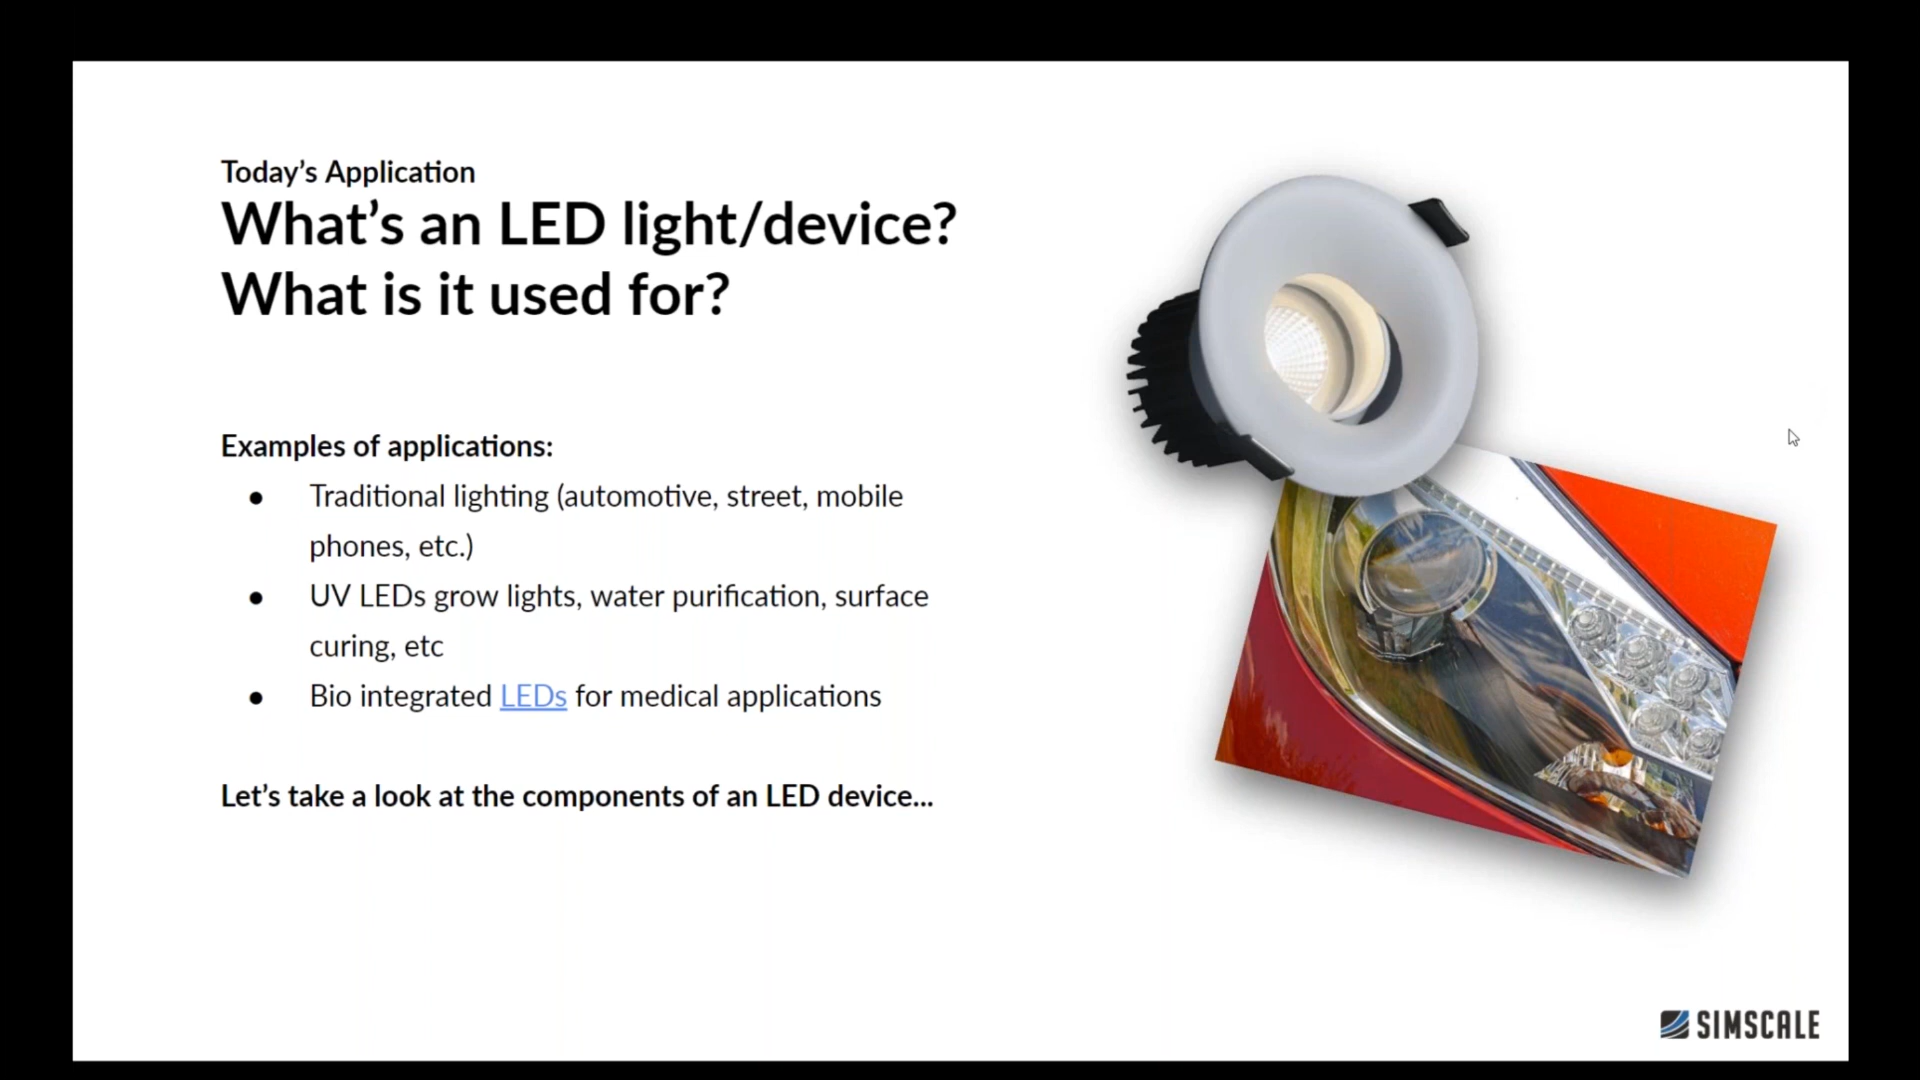 Today’s Application
What’s an LED light/device?
What is it used for?
Examples of applications:
● Traditional lighting (automotive, street, mobile
phones, etc.)
● UV LEDs grow lights, water purification, surface
curing, etc
● Bio integrated LEDs for medical applications
Let’s take a look at the components of an LED device...
SIMSCALE